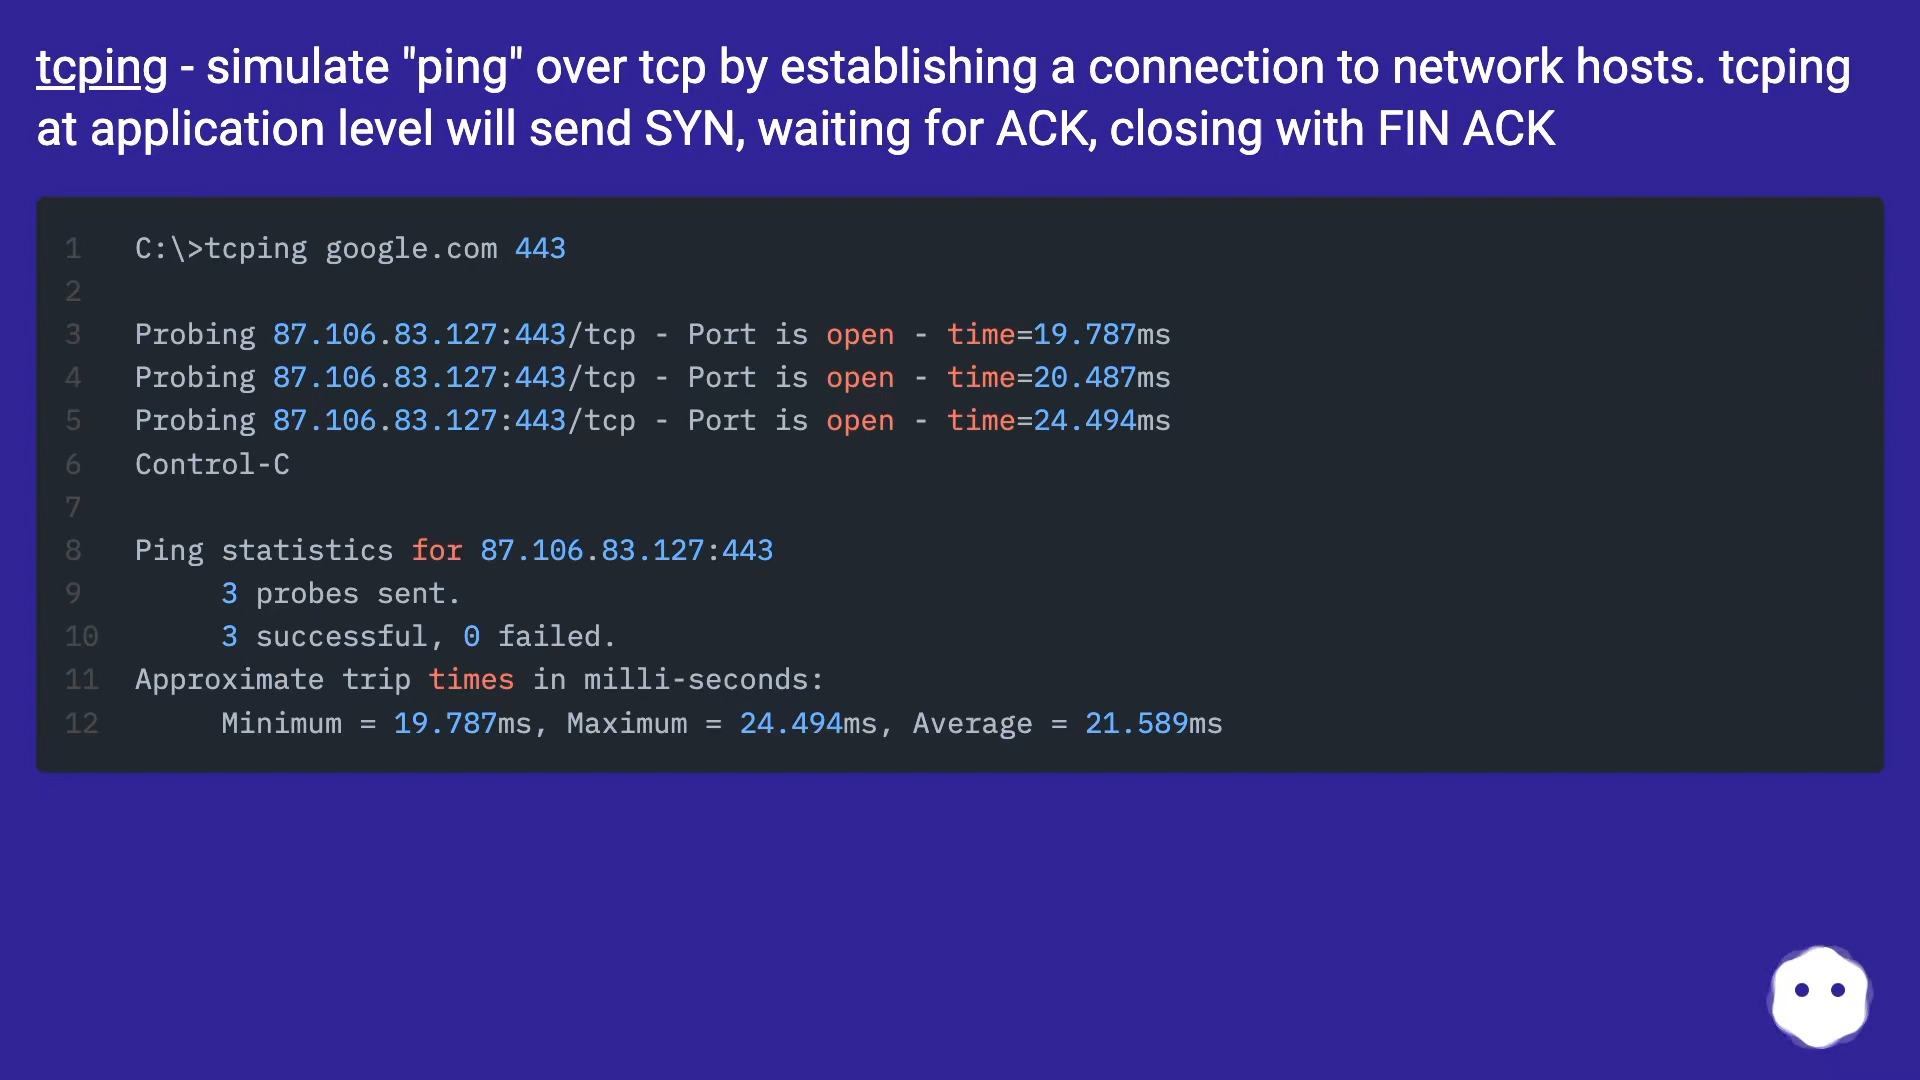 tcping - simulate "ping" over tcp by establishing a connection to network hosts. tcping
at application level will send SYN, waiting for ACK, closing with FIN ACK
1 C:\>tcping google.com 443
2
3 Probing 87.106.83.127:443/tcp - Port is open - time=19.787ms
4 Probing 87.106.83.127:443/tcp - Port is open - time=20.487ms
5 Probing 87.106.83.127:443/tcp - Port is open - time=24.494ms
6 Control-C
7
8 Ping statistics for 87.106.83.127:443
9 3 probes sent.
10 3 successful, 0 failed.
11 Approximate trip times in milli-seconds:
12 Minimum = 19.787ms, Maximum = 24.494ms, Average = 21.589ms